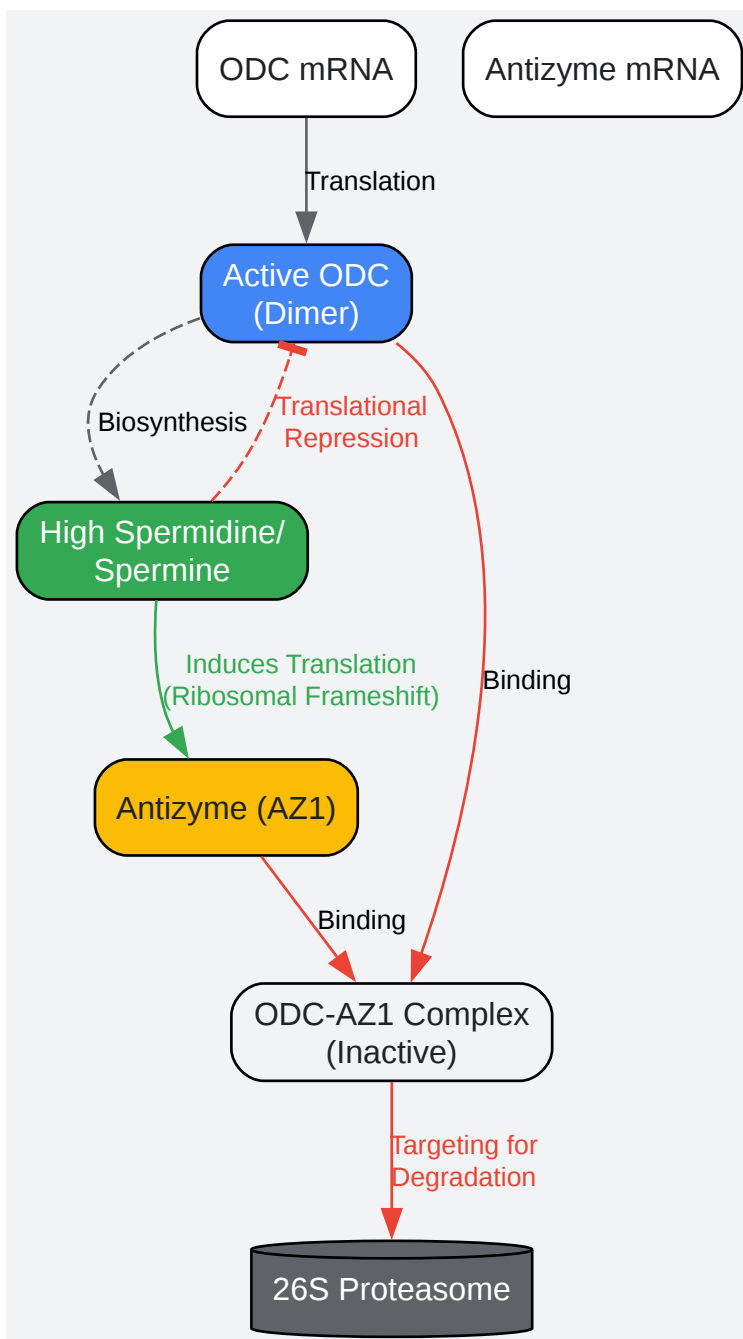 ODC mRNA
Antizyme mRNA
Translation
Active ODC
(Dimer)
Biosynthesis
Translational
Repression
High Spermidine/
Spermine
Induces Translation
(Ribosomal Frameshift)
Binding
Antizyme (AZ1)
Binding
ODC-AZ1 Complex
(Inactive)
Targeting for
Degradation
26S Proteasome